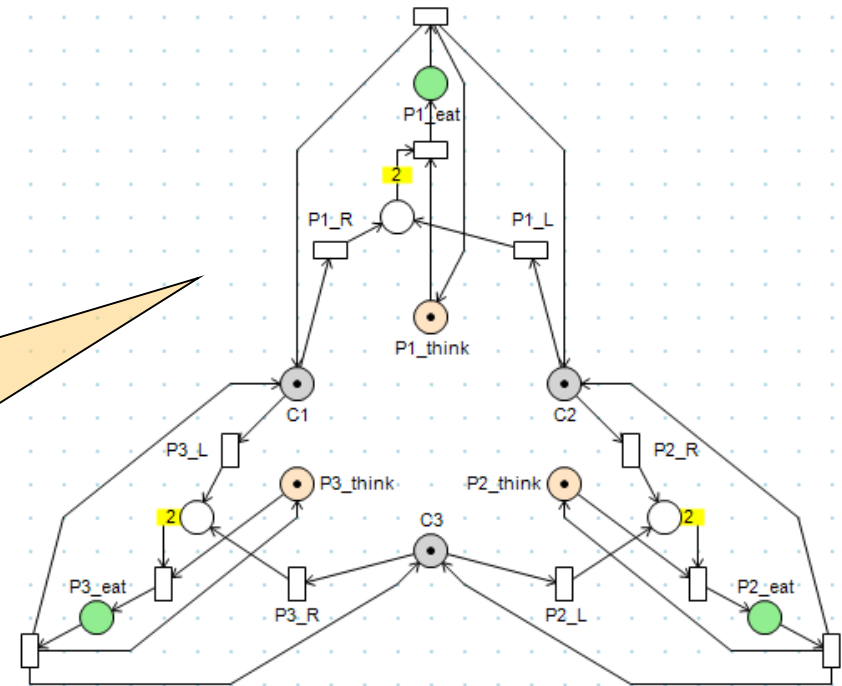 P1_eat
2
P1_R
P1_L
P1_think
C1
C2
P3_L
P2_R
P3_think
P2_think
2
C3
2
P3_eat
P2_eat
P3_R
P2_L